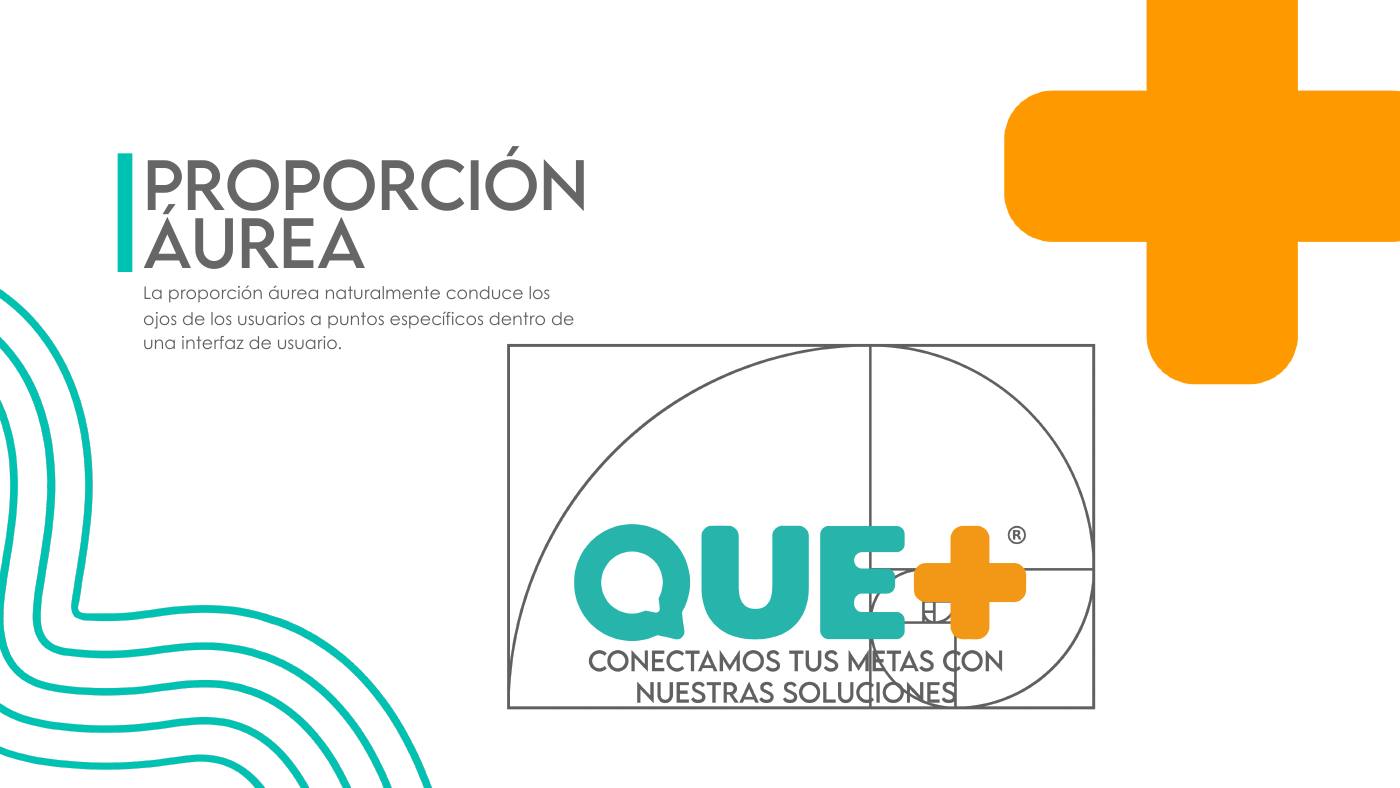 PROPORCIÓN
ÁUREA
La proporción áurea naturalmente conduce los
ojos de los usuarios a puntos específicos dentro de
una interfaz de usuario.
QUE+®
CONECTAMOS TUS METAS CON
NUESTRAS SOLUCIONES